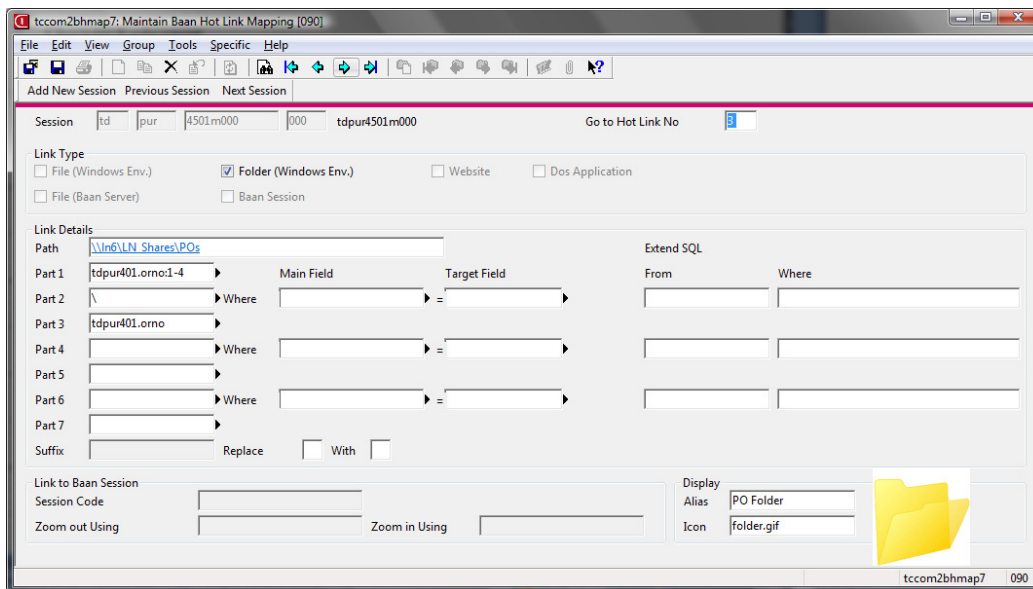 tccom2bhmap7: Maintain Baan Hot Link Mapping [090]
File Edit View Group Tools Specific Help
Add New Session Previous Session Next Session
Session td pur 4501m000 000 tdpur4501m000 Go to Hot Link No 3
Link Type
File (Windows Env.) Folder (Windows Env.) Website Dos Application
File (Baan Server) Baan Session
Link Details
Path \\ln6\LN_Shares\POs Extend SQL
Part 1 tdpur401.orno:1-4 Main Field Target Field From Where
Part 2 \ Where =
Part 3 tdpur401.orno
Part 4 Where =
Part 5
Part 6 Where =
Part 7
Suffix Replace With
Link to Baan Session Display
Session Code Alias PO Folder
Zoom out Using Zoom in Using Icon folder.gif
tccom2bhmap7 090